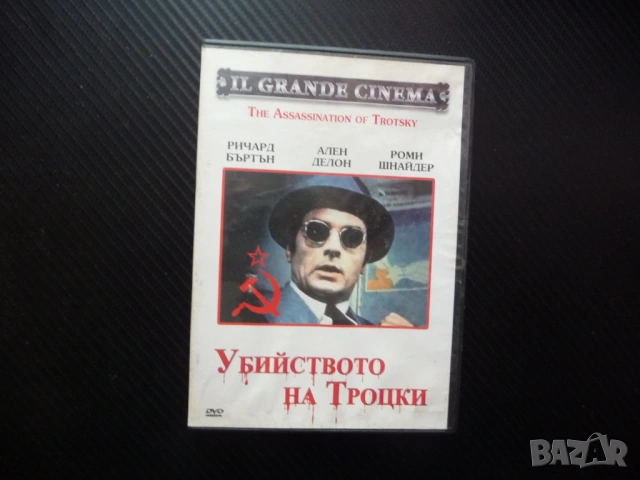 IL GRANDE CINEMA
THE ASSASSINATION OF TROTSKY
РИЧАРД БЪРТЪН
АЛЕН ДЕЛОН
РОМИ ШНАЙДЕР
УБИЙСТВОТО
НА ТРОЦКИ
DVD
BAZAR